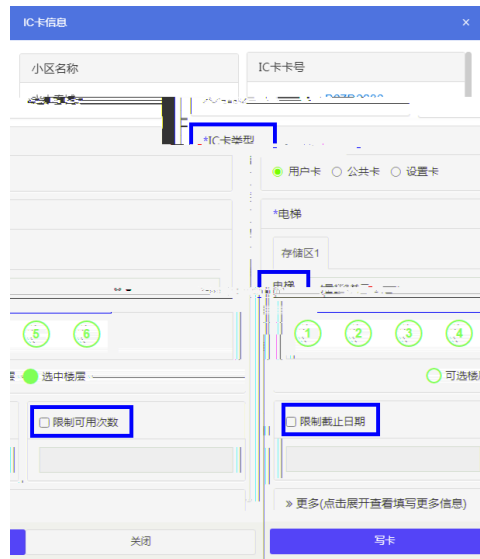 IC卡信息 ×
小区名称 IC卡卡号
*IC卡类型
用户卡 公共卡 设置卡
*电梯
存储区1
电梯
5 6 1 2 3 4
选中楼层 可选楼
限制可用次数 限制截止日期
» 更多(点击展开查看填写更多信息)
关闭 写卡